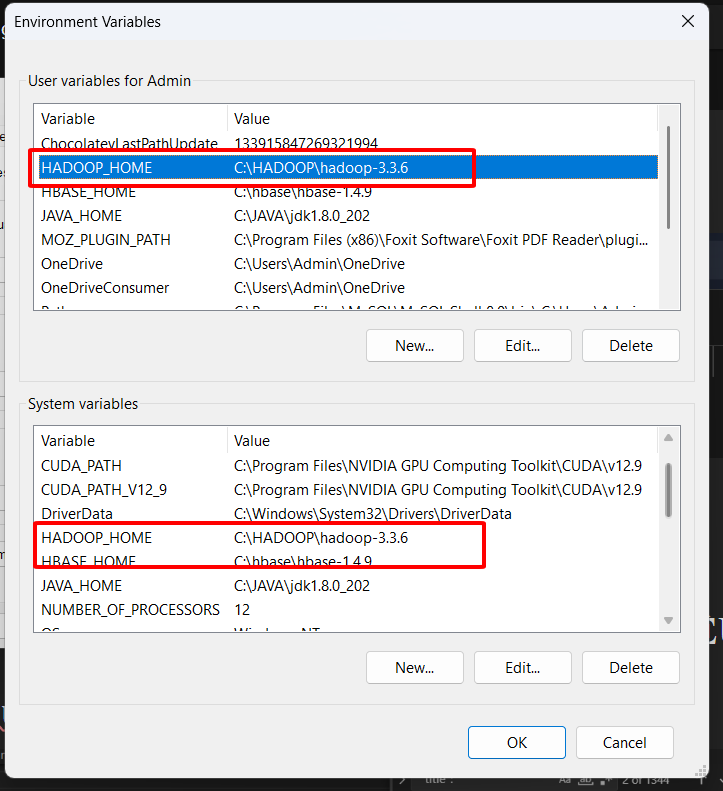 Environment Variables
User variables for Admin
Variable Value
ChocolateyLastPathUpdate 133915847269321994
HADOOP_HOME C:\HADOOP\hadoop-3.3.6
HBASE_HOME C:\hbase\hbase-1.4.9
JAVA_HOME C:\JAVA\jdk1.8.0_202
MOZ_PLUGIN_PATH C:\Program Files (x86)\Foxit Software\Foxit PDF Reader\plugi...
OneDrive C:\Users\Admin\OneDrive
OneDriveConsumer C:\Users\Admin\OneDrive
New... Edit... Delete
System variables
Variable Value
CUDA_PATH C:\Program Files\NVIDIA GPU Computing Toolkit\CUDA\v12.9
CUDA_PATH_V12_9 C:\Program Files\NVIDIA GPU Computing Toolkit\CUDA\v12.9
DriverData C:\Windows\System32\Drivers\DriverData
HADOOP_HOME C:\HADOOP\hadoop-3.3.6
HBASE_HOME C:\hbase\hbase-1.4.9
JAVA_HOME C:\JAVA\jdk1.8.0_202
NUMBER_OF_PROCESSORS 12
OS Windows_NT
New... Edit... Delete
OK Cancel
2 of 1344